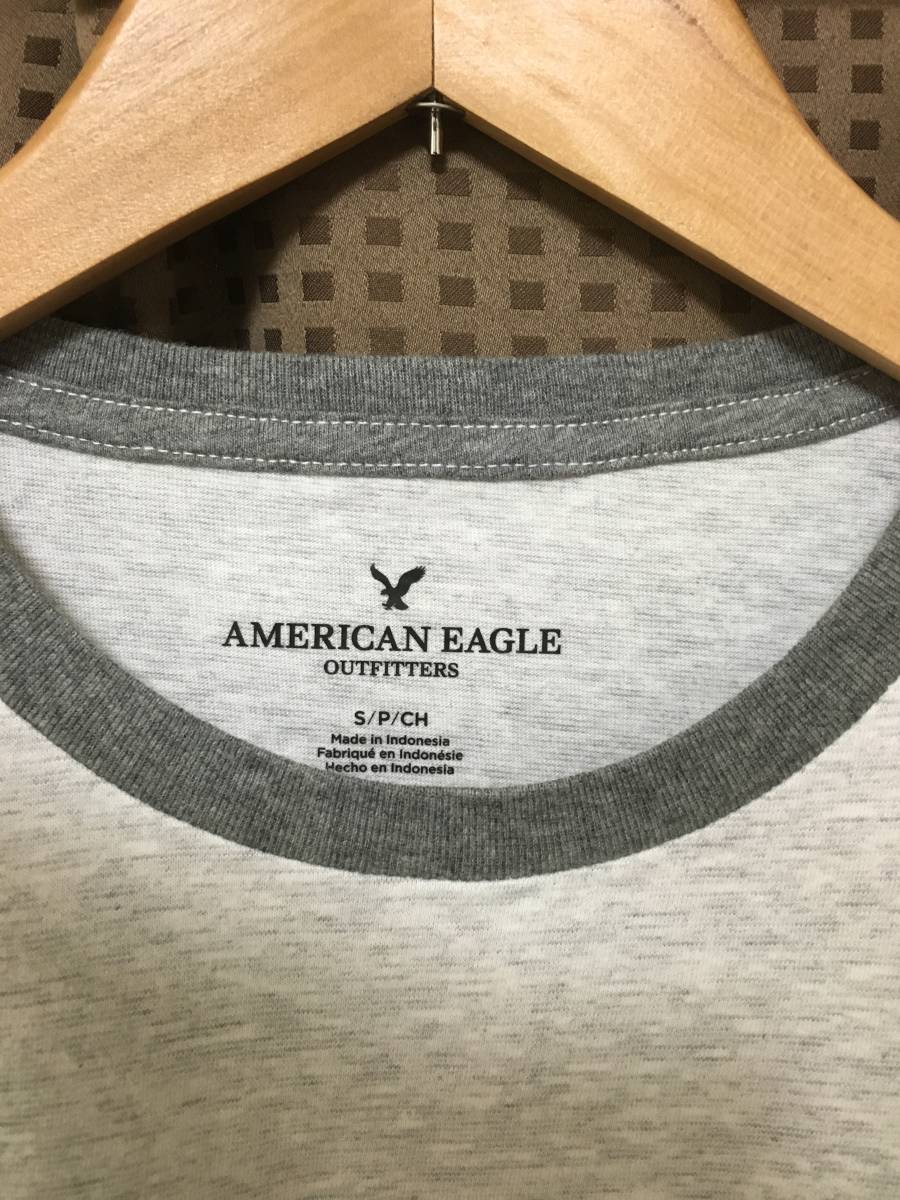 AMERICAN EAGLE
OUTFITTERS
S/P/CH
Made in Indonesia
Fabriqué en Indonésie
Hecho en Indonesia